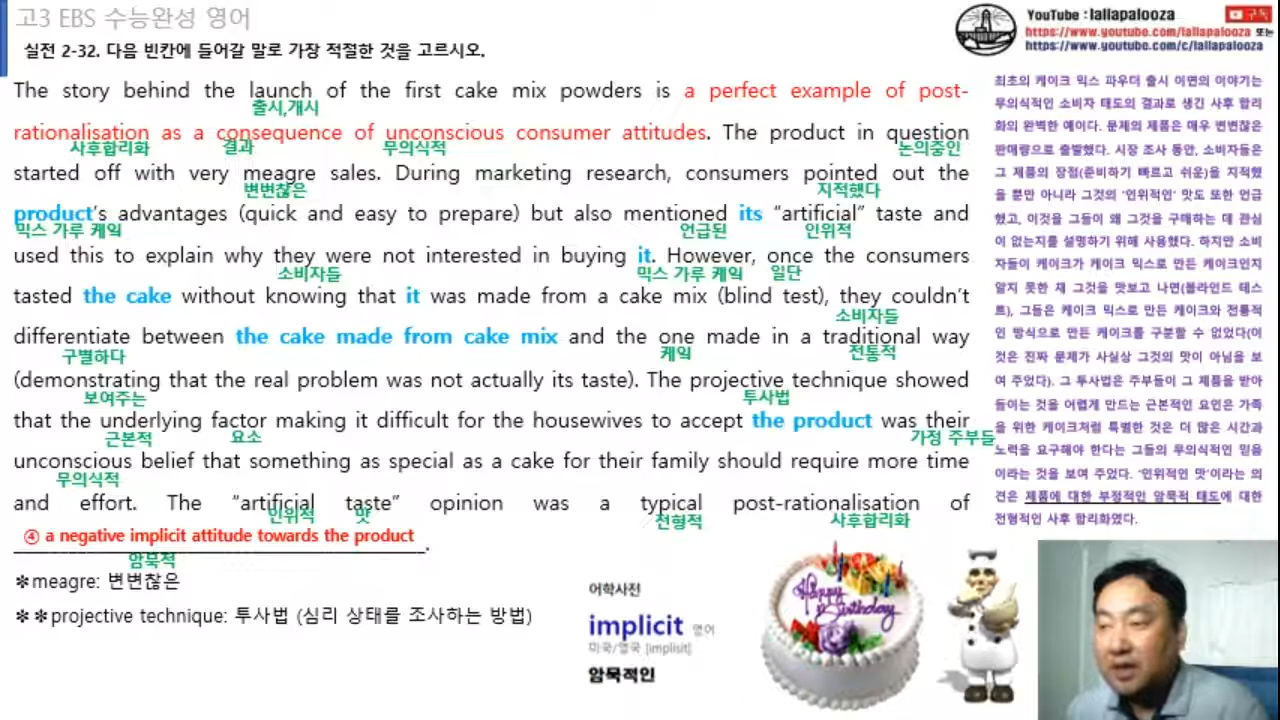 고3 EBS 수능완성 영어
실전 2-32. 다음 빈칸에 들어갈 말로 가장 적절한 것을 고르시오.
YouTube : lallapalooza
구독
https://www.youtube.com/lallapalooza 또는
https://www.youtube.com/c/lallapalooza
The story behind the launch of the first cake mix powders is a perfect example of post-
출시,개시
rationalisation as a consequence of unconscious consumer attitudes. The product in question
사후합리화 결과 무의식적 논의중인
started off with very meagre sales. During marketing research, consumers pointed out the
변변찮은 지적했다
product's advantages (quick and easy to prepare) but also mentioned its “artificial” taste and
믹스 가루 케익 언급된 인위적
used this to explain why they were not interested in buying it. However, once the consumers
소비자들 믹스 가루 케익 일단
tasted the cake without knowing that it was made from a cake mix (blind test), they couldn't
소비자들
differentiate between the cake made from cake mix and the one made in a traditional way
구별하다 케익 전통적
(demonstrating that the real problem was not actually its taste). The projective technique showed
보여주는 투사법
that the underlying factor making it difficult for the housewives to accept the product was their
근본적 요소 가정 주부들
unconscious belief that something as special as a cake for their family should require more time
무의식적
and effort. The “artificial taste” opinion was a typical post-rationalisation of
인위적 맛 전형적 사후합리화
④ a negative implicit attitude towards the product.
암묵적
✻meagre: 변변찮은
✻✻projective technique: 투사법 (심리 상태를 조사하는 방법)
최초의 케이크 믹스 파우더 출시 이면의 이야기는
무의식적인 소비자 태도의 결과로 생긴 사후 합리
화의 완벽한 예이다. 문제의 제품은 매우 변변찮은
판매량으로 출발했다. 시장 조사 동안, 소비자들은
그 제품의 장점(준비하기 빠르고 쉬운)을 지적했
을 뿐만 아니라 그것의 ‘인위적인’ 맛도 또한 언급
했고, 이것을 그들이 왜 그것을 구매하는 데 관심
이 없는지를 설명하기 위해 사용했다. 하지만 소비
자들이 케이크가 케이크 믹스로 만든 케이크인지
알지 못한 채 그것을 맛보고 나면(블라인드 테스
트), 그들은 케이크 믹스로 만든 케이크와 전통적
인 방식으로 만든 케이크를 구분할 수 없었다(이
것은 진짜 문제가 사실상 그것의 맛이 아님을 보
여 주었다). 그 투사법은 주부들이 그 제품을 받아
들이는 것을 어렵게 만드는 근본적인 요인은 가족
을 위한 케이크처럼 특별한 것은 더 많은 시간과
노력을 요구해야 한다는 그들의 무의식적인 믿음
이라는 것을 보여 주었다. ‘인위적인 맛’이라는 의
견은 제품에 대한 부정적인 암묵적 태도에 대한
전형적인 사후 합리화였다.
어학사전
implicit 영어
미국/영국 [implisit]
암묵적인
Happy
Birthday